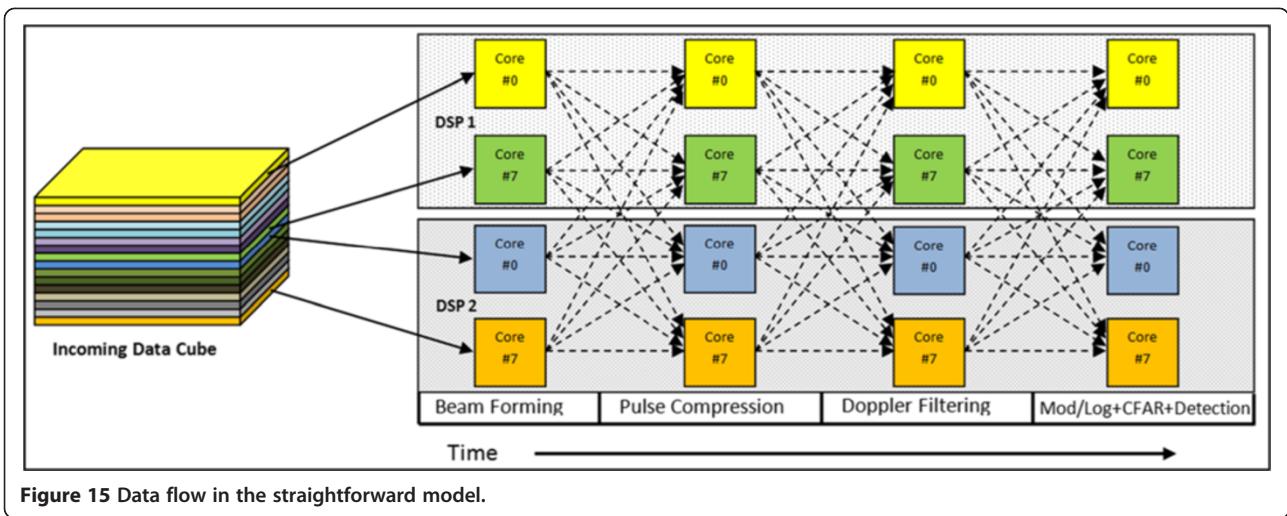 Core
#0
Core
#0
Core
#0
Core
#0
DSP 1
Core
#7
Core
#7
Core
#7
Core
#7
Core
#0
Core
#0
Core
#0
Core
#0
DSP 2
Core
#7
Core
#7
Core
#7
Core
#7
Incoming Data Cube
Beam Forming
Pulse Compression
Doppler Filtering
Mod/Log+CFAR+Detection
Time
Figure 15 Data flow in the straightforward model.